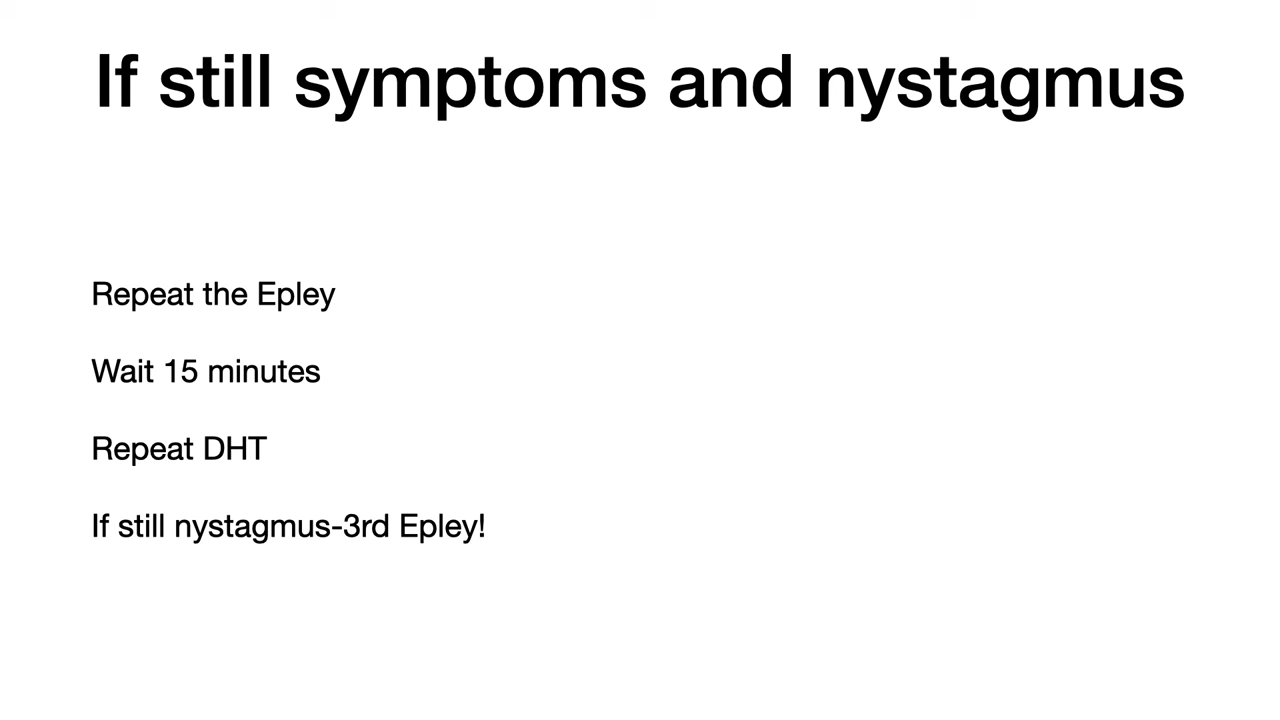 If still symptoms and nystagmus
Repeat the Epley
Wait 15 minutes
Repeat DHT
If still nystagmus-3rd Epley!